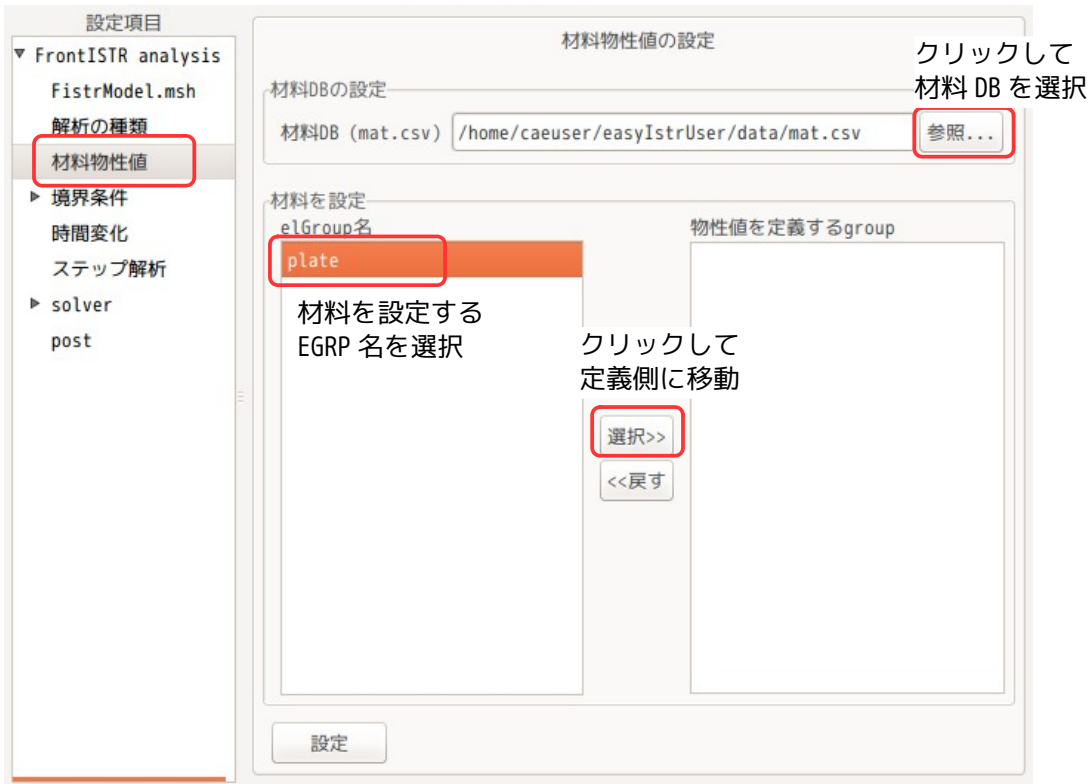 設定項目
▼ FrontISTR analysis
FistrModel.msh
解析の種類
材料物性値
▶ 境界条件
時間変化
ステップ解析
▶ solver
post
材料物性値の設定
クリックして
材料 DB を選択
材料DBの設定
材料DB (mat.csv) /home/caeuser/easyIstrUser/data/mat.csv 参照...
材料を設定
elGroup名
plate
材料を設定する
EGRP 名を選択
クリックして
定義側に移動
選択>>
<<戻す
物性値を定義するgroup
設定